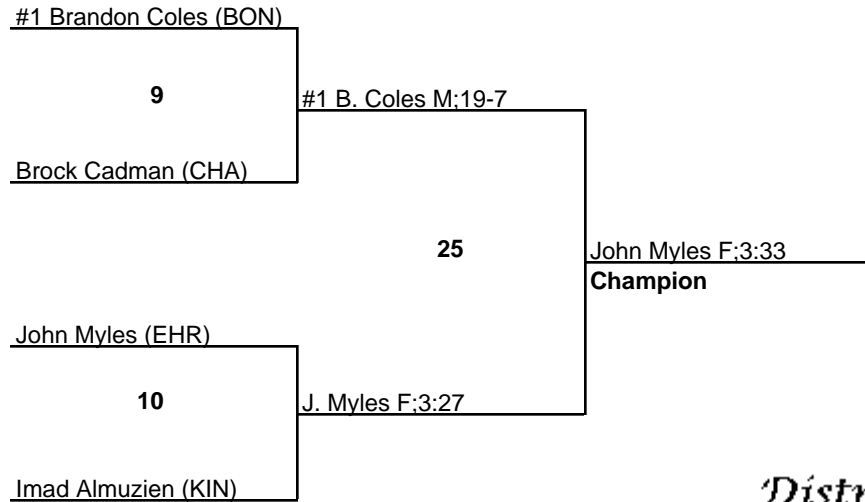 #1 Brandon Coles (BON)
9
#1 B. Coles M;19-7
Brock Cadman (CHA)
25
John Myles F;3:33
Champion
John Myles (EHR)
10
J. Myles F;3:27
Imad Almuzien (KIN)
Distr